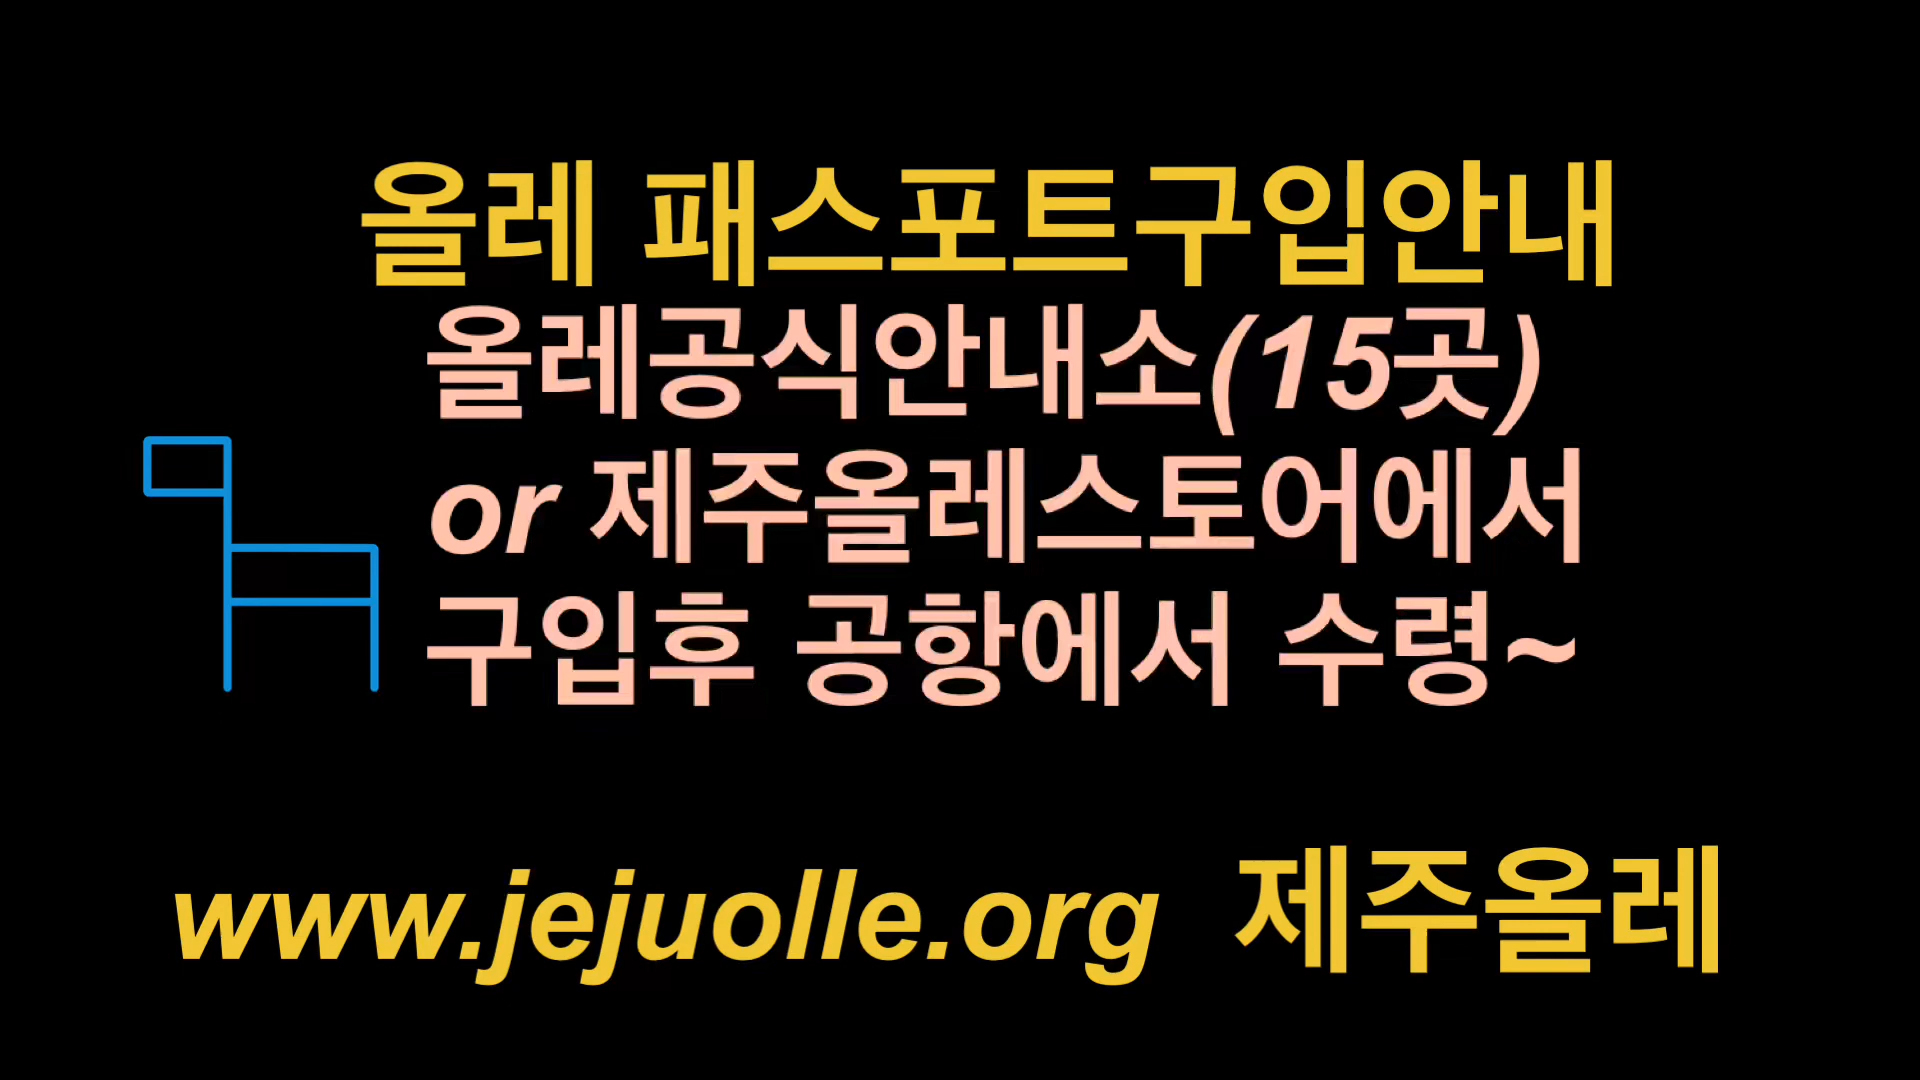 올레 패스포트구입안내
올레공식안내소(15곳)
or 제주올레스토어에서
구입후 공항에서 수령~
www.jejuolle.org 제주올레